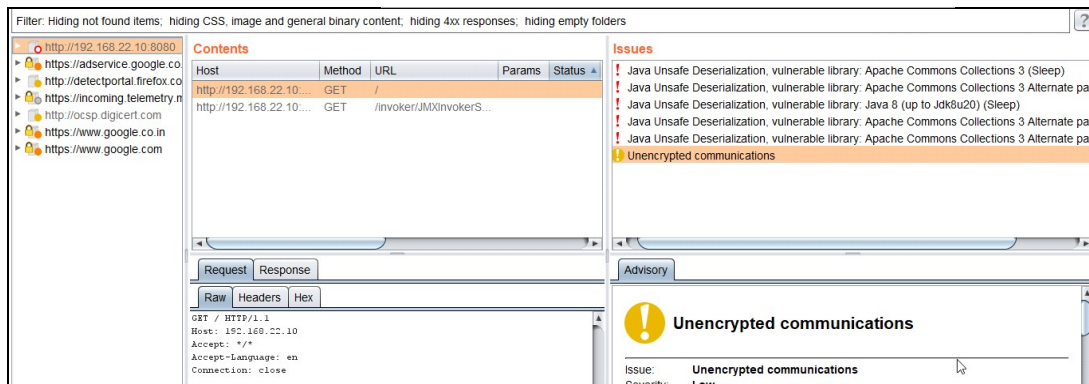 Filter: Hiding not found items; hiding CSS, image and general binary content; hiding 4xx responses; hiding empty folders
?
http://192.168.22.10:8080
https://adservice.google.co.
http://detectportal.firefox.co
https://incoming.telemetry.m
http://ocsp.digicert.com
https://www.google.co.in
https://www.google.com
Contents
Host Method URL Params Status
http://192.168.22.10:... GET /
http://192.168.22.10:... GET /invoker/JMXInvokerS...
Issues
! Java Unsafe Deserialization, vulnerable library: Apache Commons Collections 3 (Sleep)
! Java Unsafe Deserialization, vulnerable library: Apache Commons Collections 3 Alternate pa
! Java Unsafe Deserialization, vulnerable library: Java 8 (up to Jdk8u20) (Sleep)
! Java Unsafe Deserialization, vulnerable library: Apache Commons Collections 3 Alternate pa
! Java Unsafe Deserialization, vulnerable library: Apache Commons Collections 3 Alternate pa
! Unencrypted communications
Request Response
Raw Headers Hex
GET / HTTP/1.1
Host: 192.168.22.10
Accept: */*
Accept-Language: en
Connection: close
Advisory
! Unencrypted communications
Issue: Unencrypted communications
Severity: Low